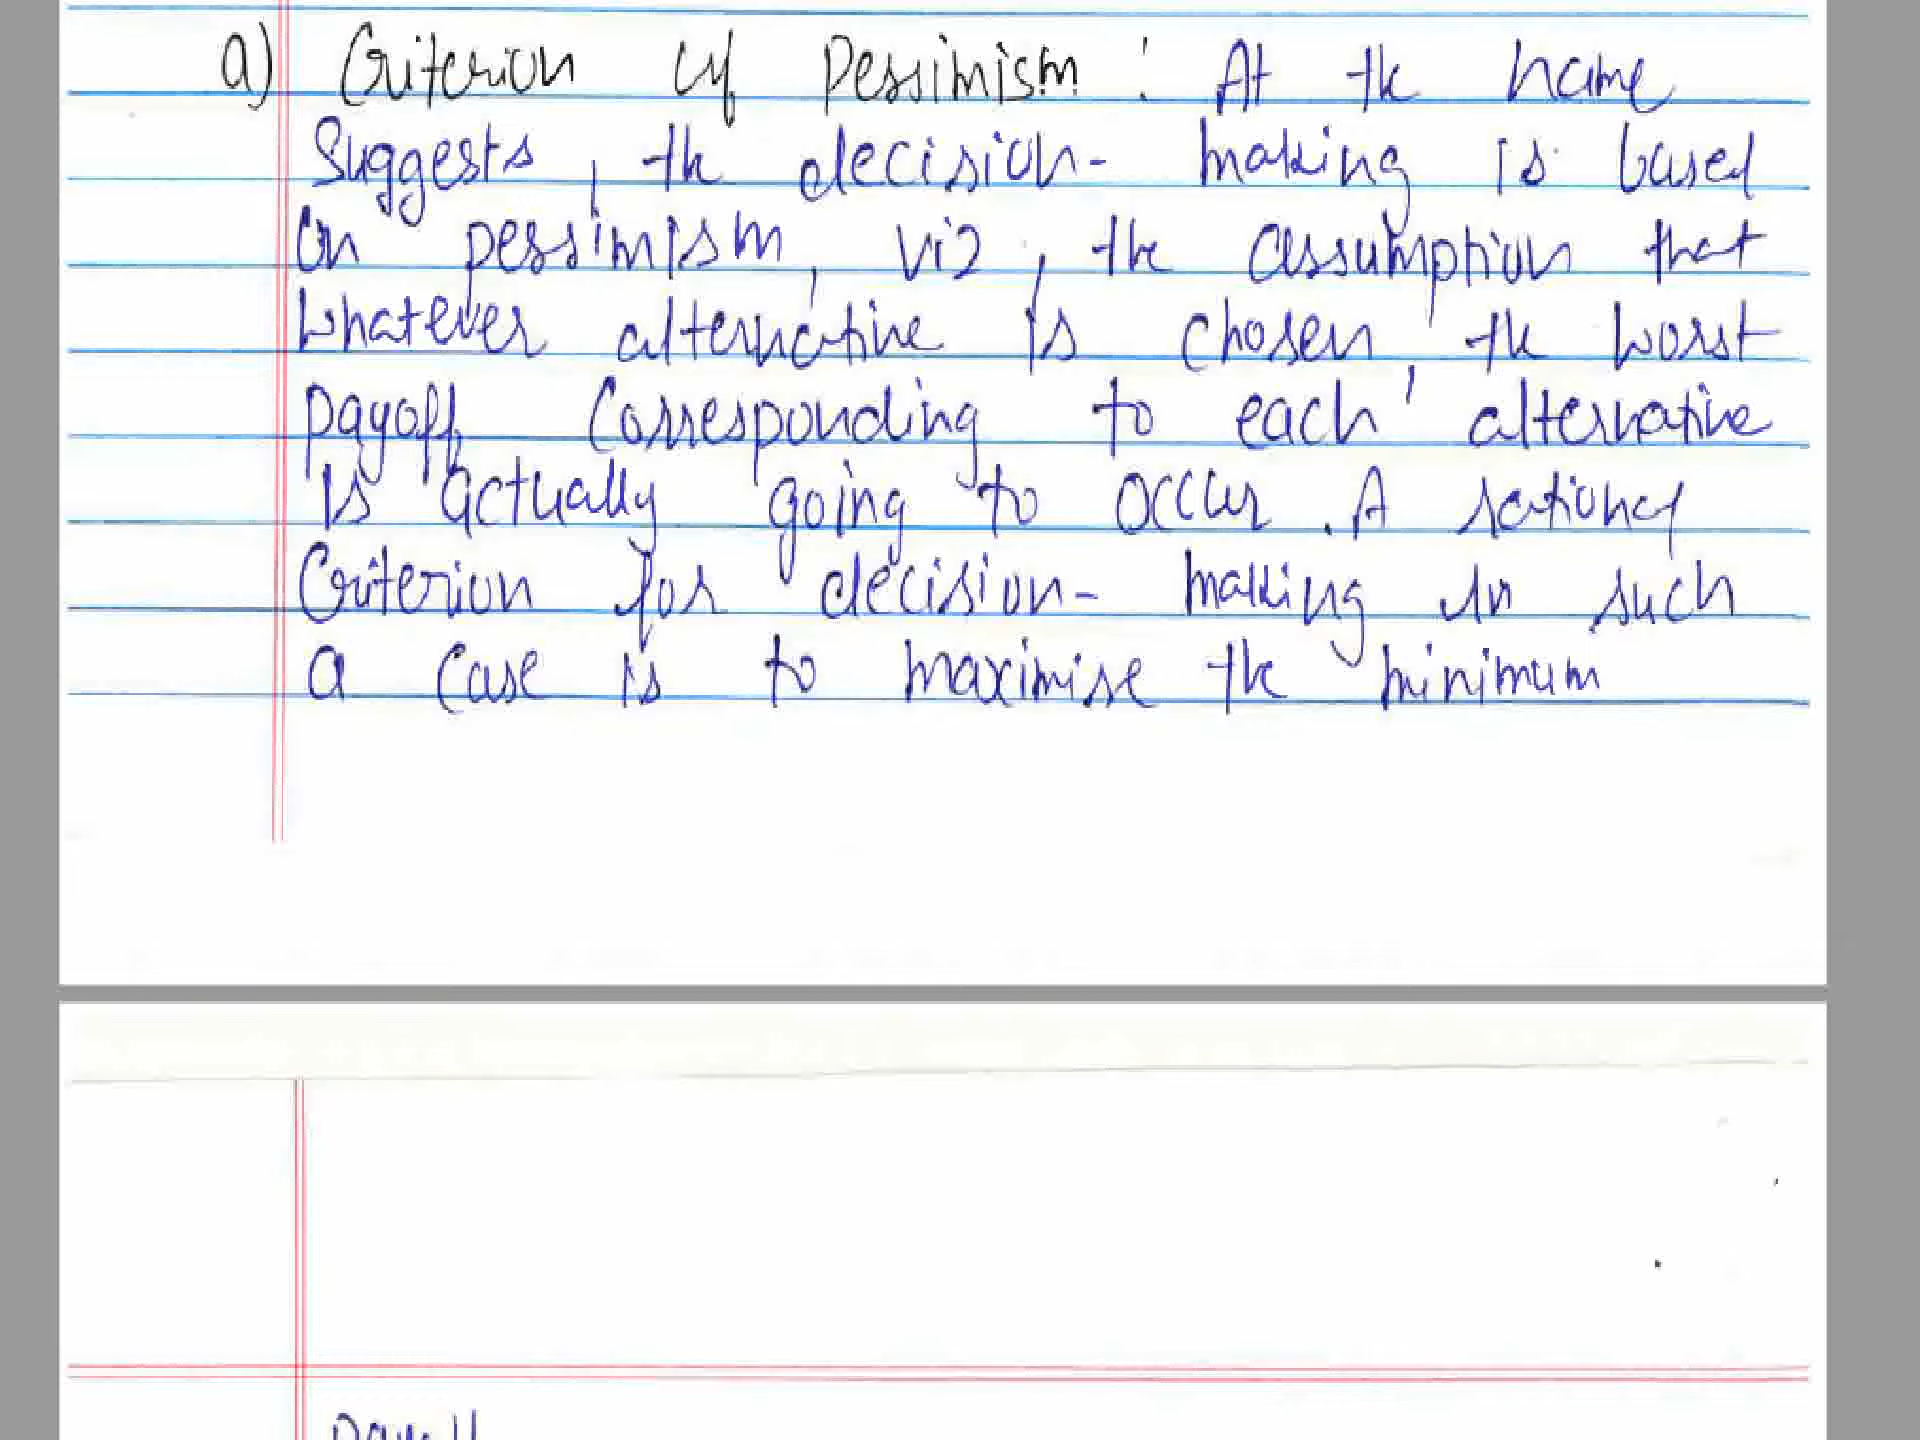 a) Criterion of Pessimism : At the name
Suggests, the decision- making is based
on pessimism, viz, the assumption that
whatever alternative is chosen, the worst
payoff corresponding to each alternative
is actually going to occur. A rational
Criterion for decision- making in such
a case is to maximise the minimum